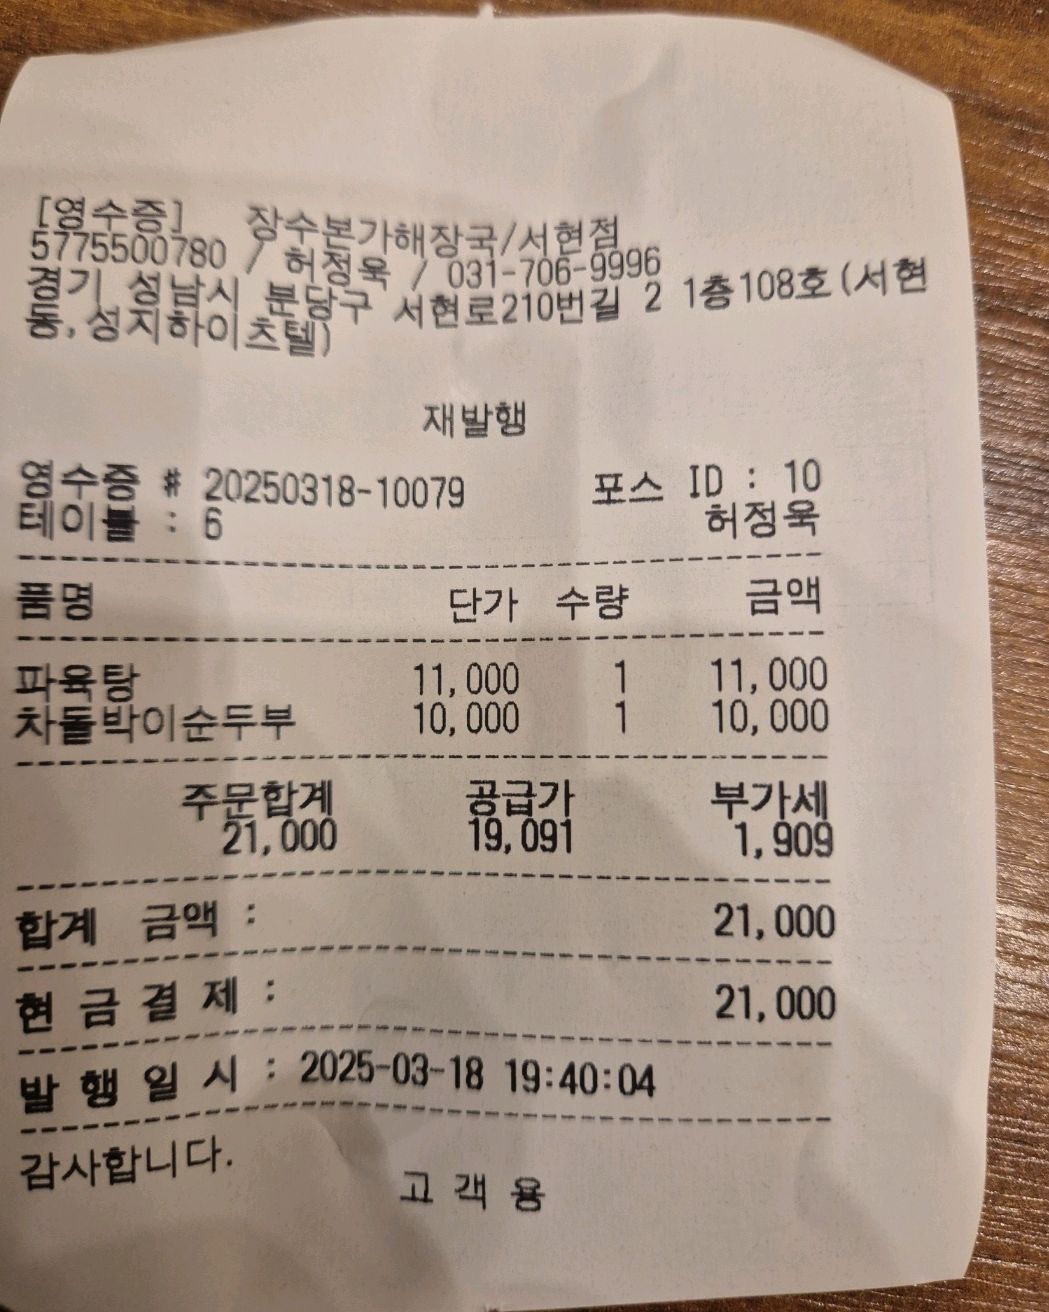 [영수증] 장수본가해장국/서현점
5775500780 / 허정욱 / 031-706-9996
경기 성남시 분당구 서현로210번길 2 1층108호(서현
동,성지하이츠텔)
재발행
영수증 # 20250318-10079 포스 ID : 10
테이블 : 6 허정욱
품명 단가 수량 금액
파육탕 11,000 1 11,000
차돌박이순두부 10,000 1 10,000
주문합계 공급가 부가세
21,000 19,091 1,909
합계 금액 : 21,000
현 금 결 제 : 21,000
발 행 일 시 : 2025-03-18 19:40:04
감사합니다.
고 객 용